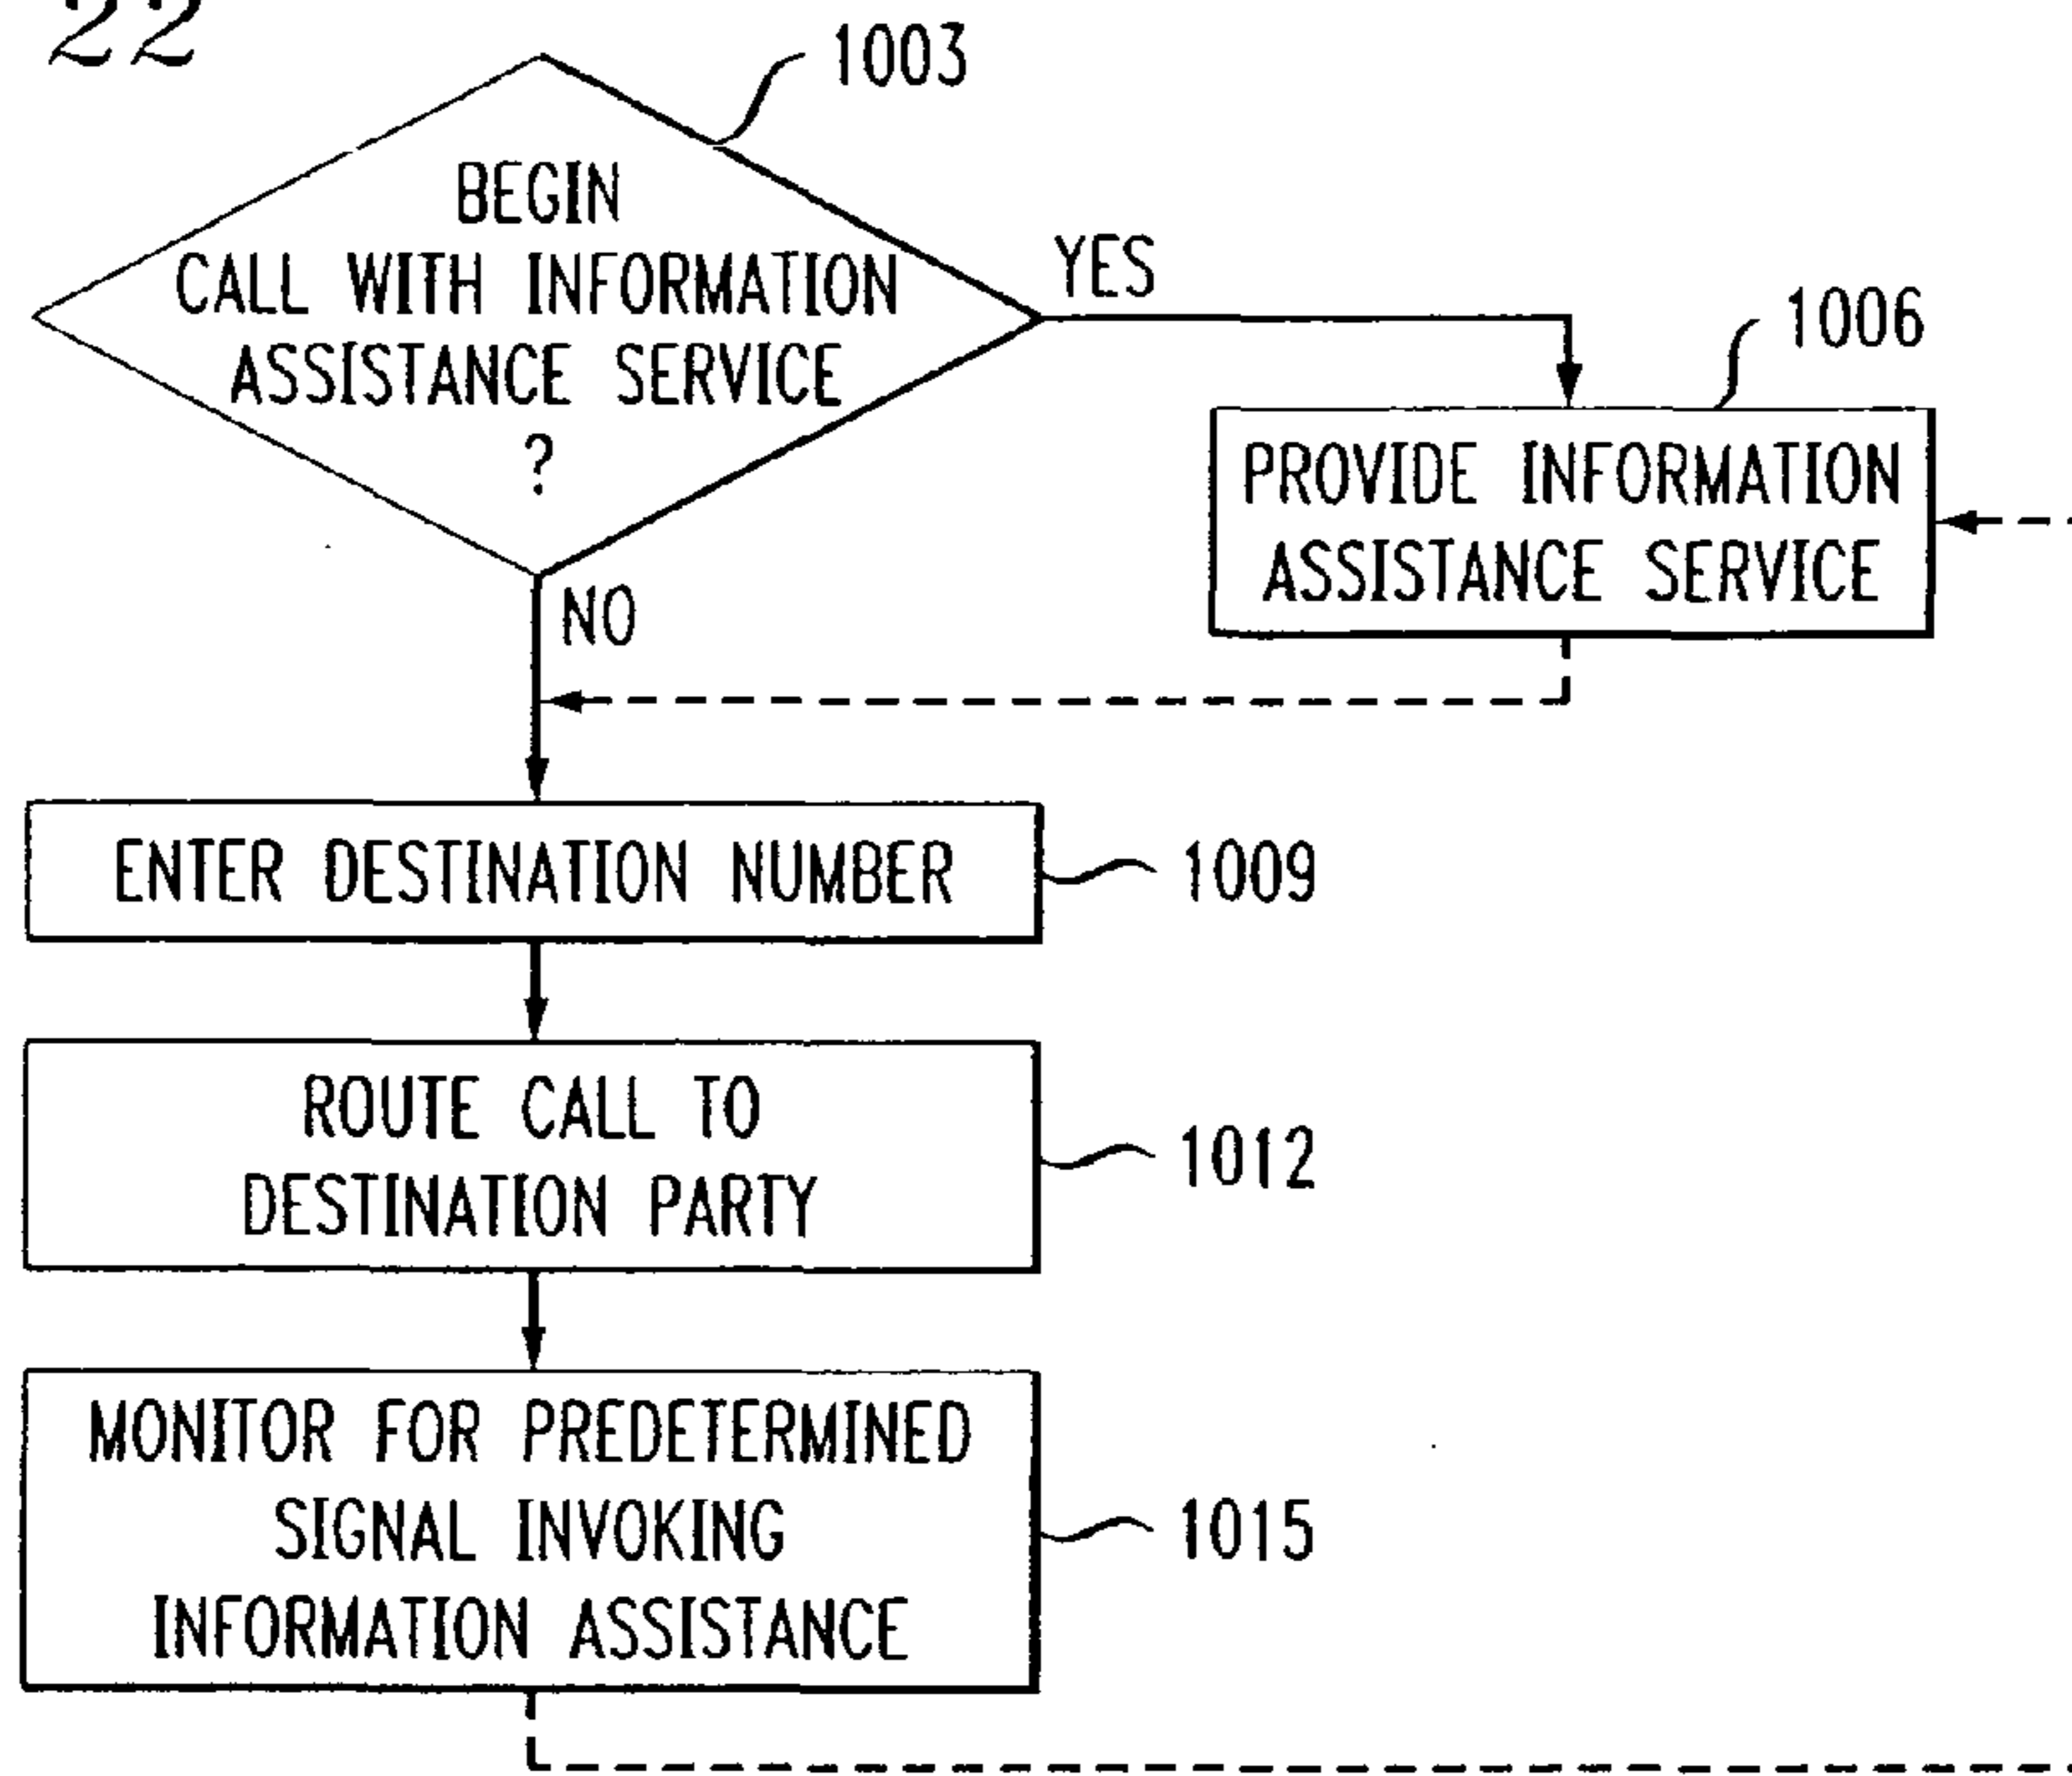 22
1003
BEGIN
CALL WITH INFORMATION
ASSISTANCE SERVICE
?
YES
1006
PROVIDE INFORMATION
ASSISTANCE SERVICE
NO
ENTER DESTINATION NUMBER
1009
ROUTE CALL TO
DESTINATION PARTY
1012
MONITOR FOR PREDETERMINED
SIGNAL INVOKING
INFORMATION ASSISTANCE
1015